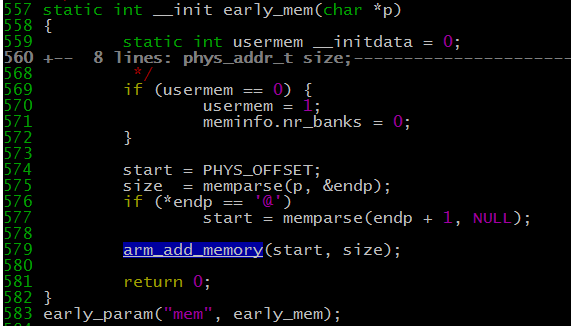 557 static int __init early_mem(char *p)
558 {
559         static int usermem __initdata = 0;
560 +--  8 lines: phys_addr_t size;----------------------
568          */
569         if (usermem == 0) {
570                 usermem = 1;
571                 meminfo.nr_banks = 0;
572         }
573
574         start = PHYS_OFFSET;
575         size  = memparse(p, &endp);
576         if (*endp == '@')
577                 start = memparse(endp + 1, NULL);
578
579         arm_add_memory(start, size);
580
581         return 0;
582 }
583 early_param("mem", early_mem);